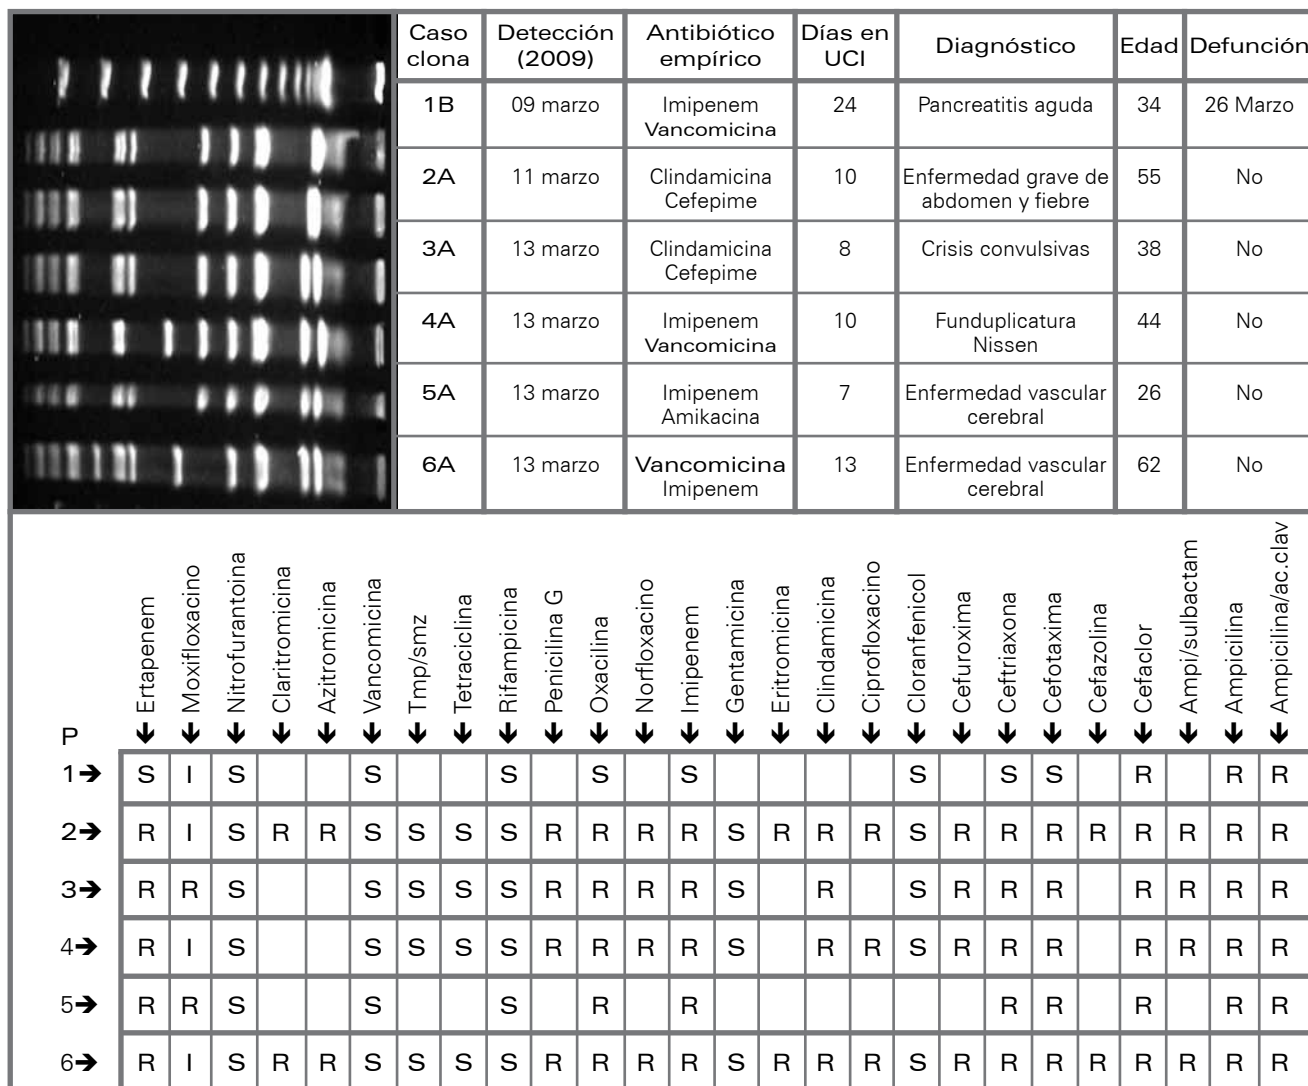 Caso clona Detección (2009) Antibiótico empírico Días en UCI Diagnóstico Edad Defunción
1B 09 marzo Imipenem Vancomicina 24 Pancreatitis aguda 34 26 Marzo
2A 11 marzo Clindamicina Cefepime 10 Enfermedad grave de abdomen y fiebre 55 No
3A 13 marzo Clindamicina Cefepime 8 Crisis convulsivas 38 No
4A 13 marzo Imipenem Vancomicina 10 Funduplicatura Nissen 44 No
5A 13 marzo Imipenem Amikacina 7 Enfermedad vascular cerebral 26 No
6A 13 marzo Vancomicina Imipenem 13 Enfermedad vascular cerebral 62 No
P
Ertapenem
Moxifloxacino
Nitrofurantoina
Claritromicina
Azitromicina
Vancomicina
Tmp/smz
Tetraciclina
Rifampicina
Penicilina G
Oxacilina
Norfloxacino
Imipenem
Gentamicina
Eritromicina
Clindamicina
Ciprofloxacino
Cloranfenicol
Cefuroxima
Ceftriaxona
Cefotaxima
Cefazolina
Cefaclor
Ampi/sulbactam
Ampicilina
Ampicilina/ac.clav
1→ S I S S S S S S S S R R R
2→ R I S R R S S S S R R R R S R R R S R R R R R R R R
3→ R R S S S S S R R R R S R S R R R R R R R
4→ R I S S S S S R R R R S R R S R R R R R R R
5→ R R S S S R R R R R R R
6→ R I S R R S S S S R R R R S R R R S R R R R R R R R